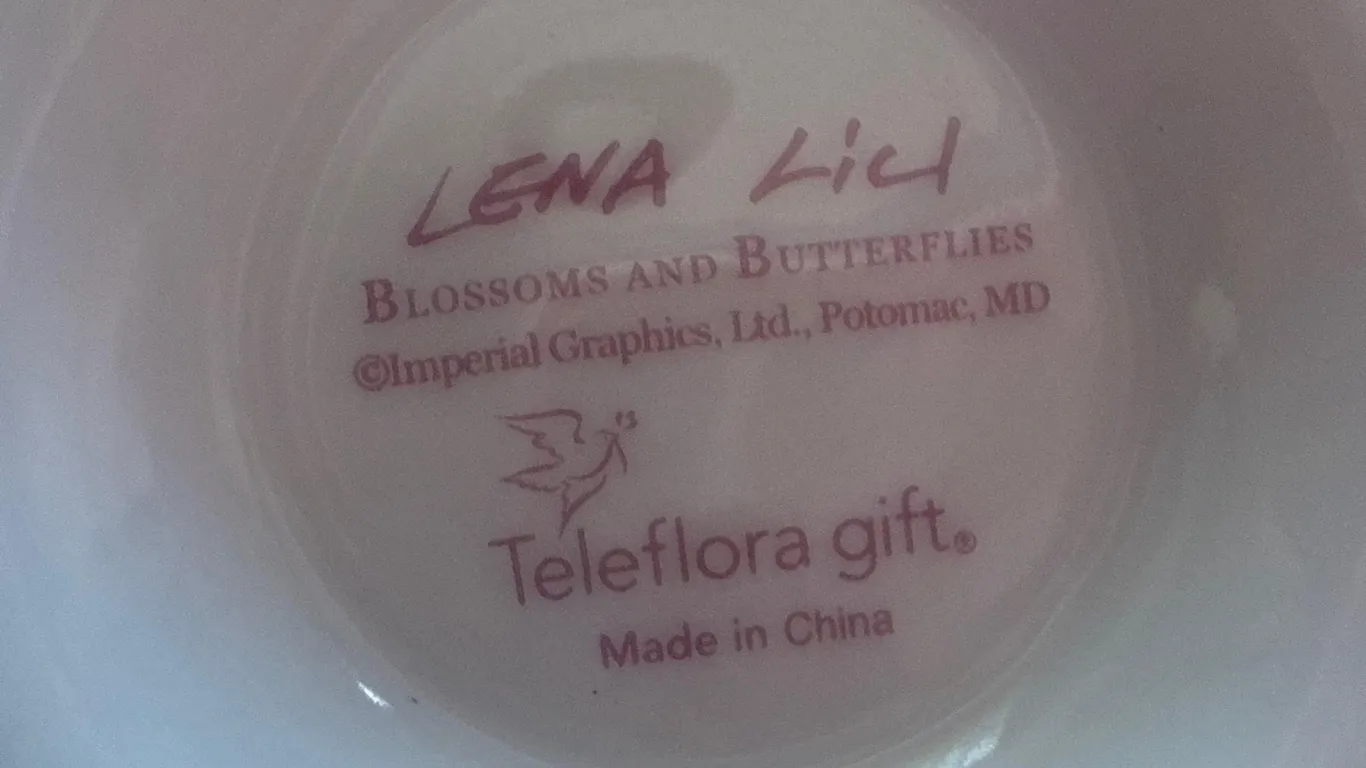 LENA LiU
BLOSSOMS AND BUTTERFLIES
©Imperial Graphics, Ltd., Potomac, MD
Teleflora gift®
Made in China